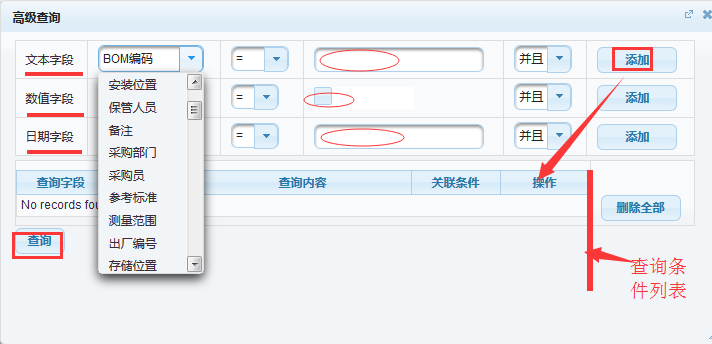 高级查询
文本字段 BOM编码 = 并且 添加
安装位置
数值字段 保管人员 = 并且 添加
备注
日期字段 = 并且 添加
采购部门
采购员
查询字段 查询内容 关联条件 操作
参考标准
No records fou 删除全部
测量范围
查询 出厂编号
存储位置
查询条
件列表